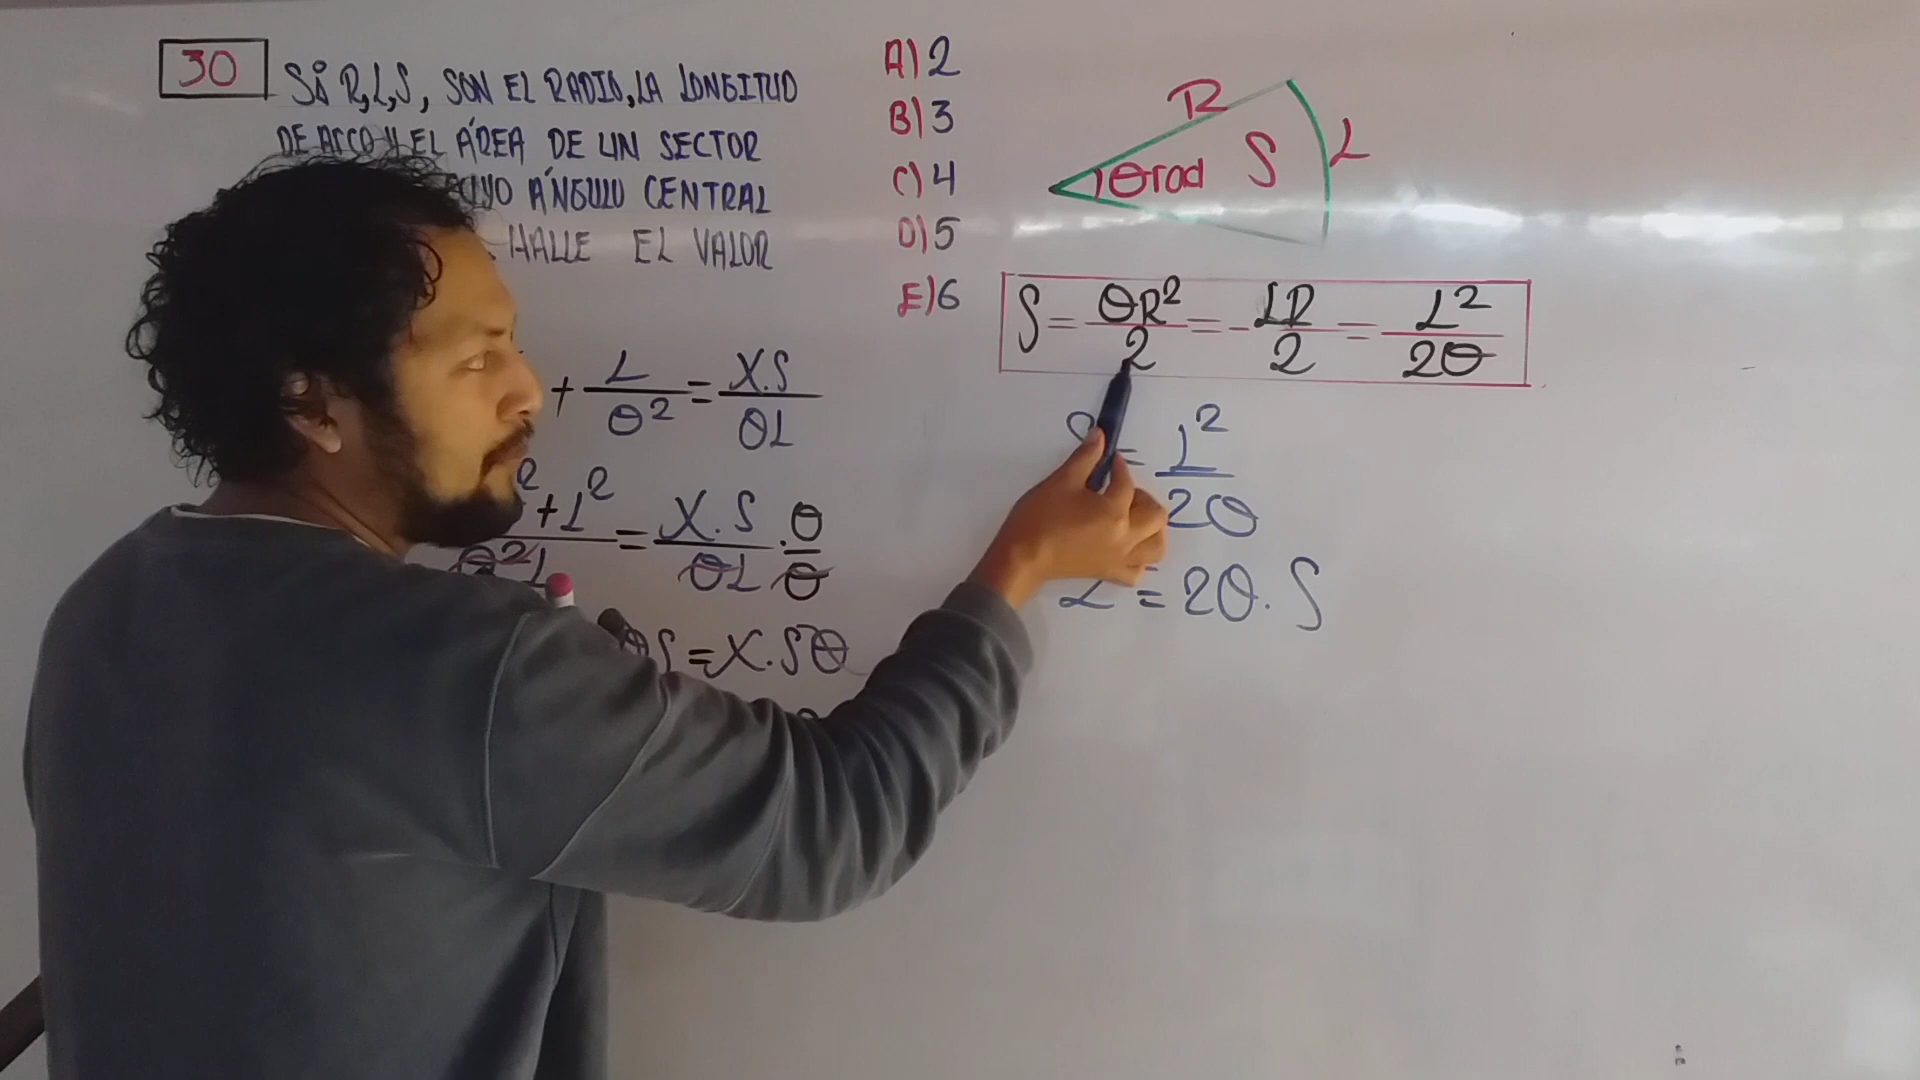 30
Si R, L, S, SON EL RADIO, LA LONGITUD
DE ARCO Y EL ÁREA DE UN SECTOR
CUYO ÁNGULO CENTRAL
HALLE EL VALOR
A) 2
B) 3
C) 4
D) 5
E) 6
R
θrad S L
S = θR²/2 = LR/2 = L²/2θ
+ L/θ² = X.S/θL
² + L² / θ²L = X.S/θL . θ/θ
θS = X.Sθ
= L²/2θ
L = 2θ.S